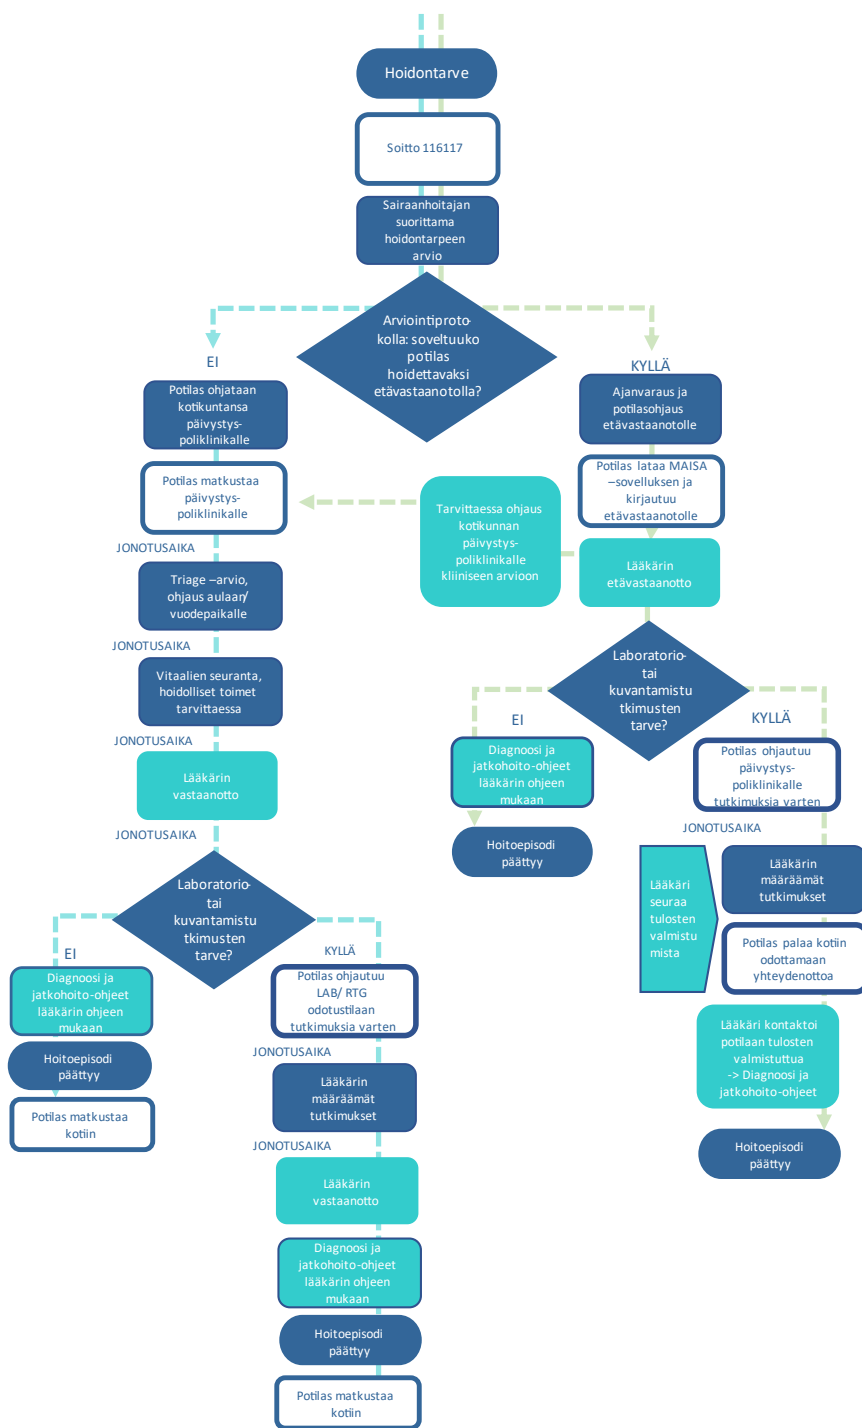 Hoidontarve
Soitto 116117
Sairaanhoitajan
suorittama
hoidontarpeen
arvio
Arviointiproto-
kolla: soveltuuko
potilas
hoidettavaksi
etävastaanotolla?
EI
Potilas ohjataan
kotikuntansa
päivystys-
poliklinikalle
Potilas matkustaa
päivystys-
poliklinikalle
JONOTUSAIKA
Triage –arvio,
ohjaus aulaan/
vuodepaikalle
JONOTUSAIKA
Vitaalien seuranta,
hoidolliset toimet
tarvittaessa
JONOTUSAIKA
Lääkärin
vastaanotto
JONOTUSAIKA
Laboratorio-
tai
kuvantamistu
tkimusten
tarve?
EI
Diagnoosi ja
jatkohoito-ohjeet
lääkärin ohjeen
mukaan
Hoitoepisodi
päättyy
Potilas matkustaa
kotiin
KYLLÄ
Potilas ohjautuu
LAB/ RTG
odotustilaan
tutkimuksia varten
JONOTUSAIKA
Lääkärin
määräämät
tutkimukset
JONOTUSAIKA
Lääkärin
vastaanotto
Diagnoosi ja
jatkohoito-ohjeet
lääkärin ohjeen
mukaan
Hoitoepisodi
päättyy
Potilas matkustaa
kotiin
KYLLÄ
Ajanvaraus ja
potilasohjaus
etävastaanotolle
Potilas lataa MAISA
–sovelluksen ja
kirjautuu
etävastaanotolle
Tarvittaessa ohjaus
kotikunnan
päivystys-
poliklinikalle
kliiniseen arvioon
Lääkärin
etävastaanotto
Laboratorio-
tai
kuvantamistu
tkimusten
tarve?
EI
Diagnoosi ja
jatkohoito-ohjeet
lääkärin ohjeen
mukaan
Hoitoepisodi
päättyy
KYLLÄ
Potilas ohjautuu
päivystys-
poliklinikalle
tutkimuksia varten
JONOTUSAIKA
Lääkäri
seuraa
tulosten
valmistu
mista
Lääkärin
määräämät
tutkimukset
Potilas palaa kotiin
odottamaan
yhteydenottoa
Lääkäri kontaktoi
potilaan tulosten
valmistuttua
-> Diagnoosi ja
jatkohoito-ohjeet
Hoitoepisodi
päättyy